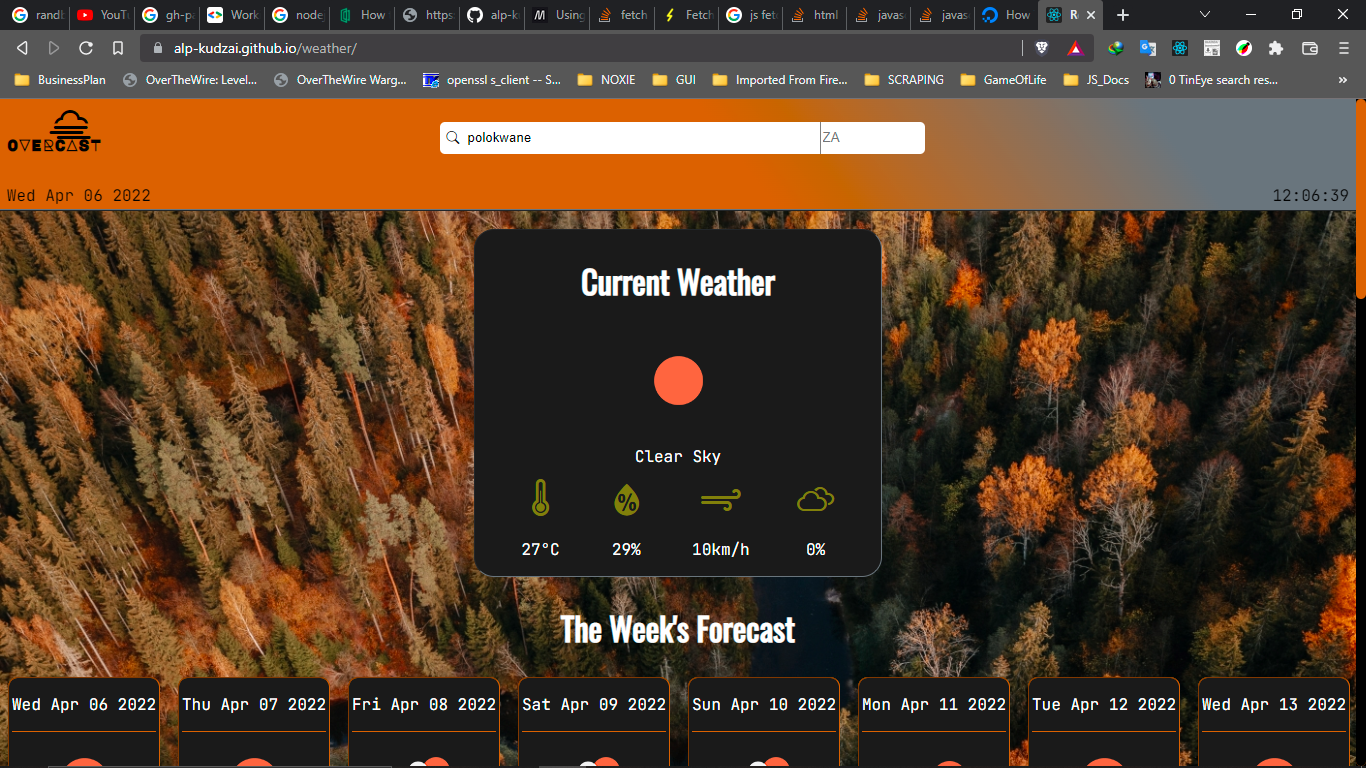 randb
YouTu
gh-pa
Work
node
How
https
alp-ku
Using
fetch
Fetch
js fet
html
javas
javas
How
R
alp-kudzai.github.io/weather/
BusinessPlan
OverTheWire: Level...
OverTheWire Warg...
openssl s_client -- S...
NOXIE
GUI
Imported From Fire...
SCRAPING
GameOfLife
JS_Docs
0 TinEye search res...
»
OVERCAST
polokwane
ZA
Wed Apr 06 2022
12:06:39
Current Weather
Clear Sky
%
27°C
29%
10km/h
0%
The Week's Forecast
Wed Apr 06 2022
Thu Apr 07 2022
Fri Apr 08 2022
Sat Apr 09 2022
Sun Apr 10 2022
Mon Apr 11 2022
Tue Apr 12 2022
Wed Apr 13 2022